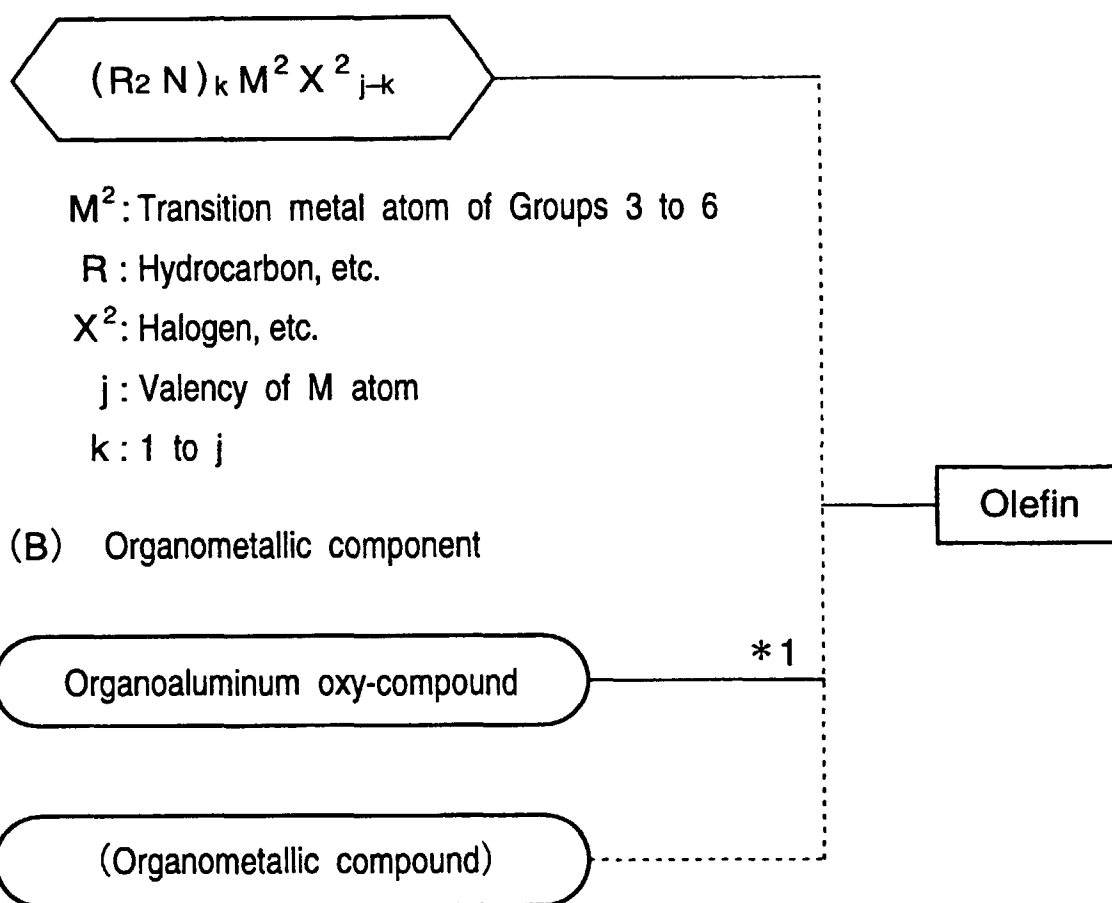 (R₂ N)ₖ M² X² ⱼ₋ₖ
M² : Transition metal atom of Groups 3 to 6
R : Hydrocarbon, etc.
X² : Halogen, etc.
j : Valency of M atom
k : 1 to j
Olefin
(B) Organometallic component
*1
Organoaluminum oxy-compound
(Organometallic compound)